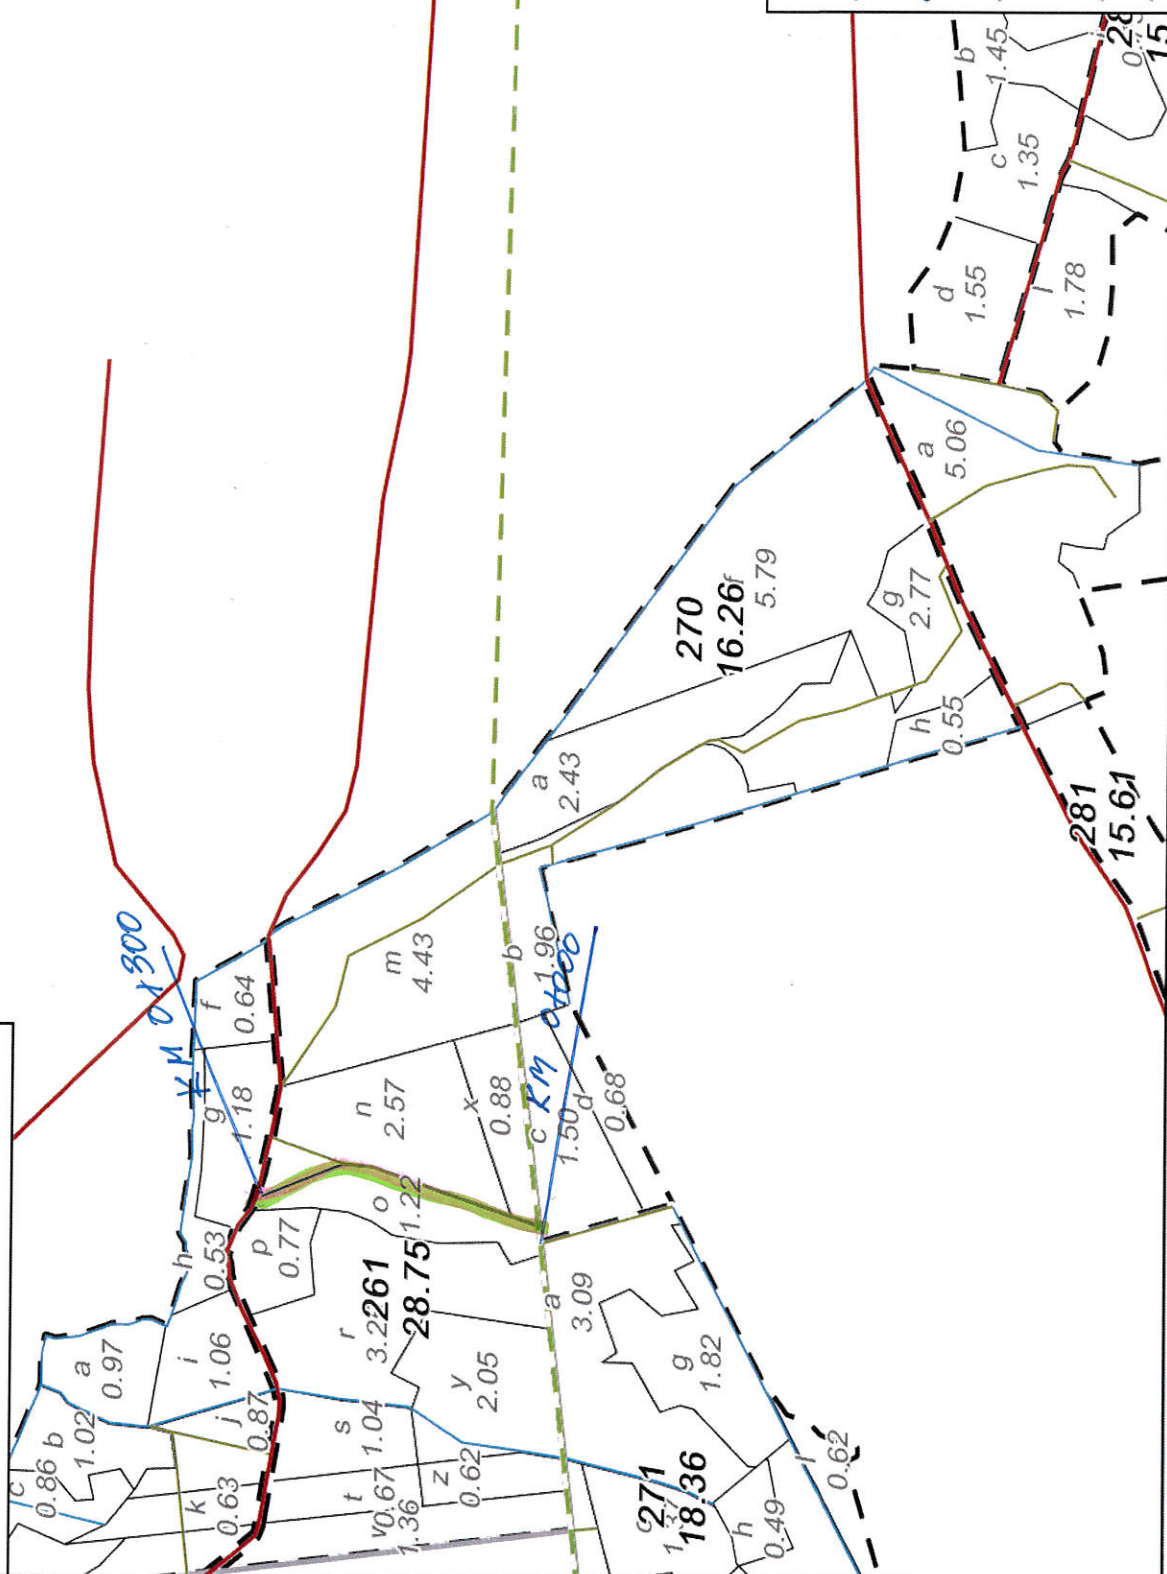 b
1.45
c
1.35
d
1.55
l
1.78
a
5.06
270
16.26
f
5.79
g
2.77
h
0.55
281
15.61
a
2.43
b
1.96
км 0+000
км 0+300
f
0.64
g
1.18
m
4.43
n
2.57
x
0.88
c
1.50
d
0.68
o
1.22
p
0.77
h
0.53
261
28.75
r
3.22
a
3.09
g
1.82
y
2.05
i
1.06
a
0.97
b
1.02
c
0.86
j
0.87
s
1.04
z
0.62
t
0.67
v
1.36
k
0.63
271
18.36
h
0.49
l
0.62